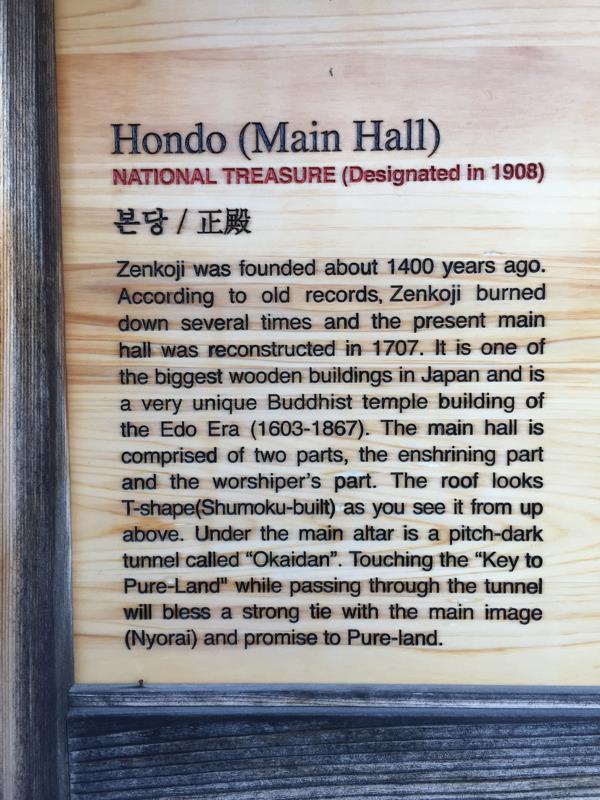 Hondo (Main Hall)
NATIONAL TREASURE (Designated in 1908)
본당 / 正殿
Zenkoji was founded about 1400 years ago.
According to old records, Zenkoji burned
down several times and the present main
hall was reconstructed in 1707. It is one of
the biggest wooden buildings in Japan and is
a very unique Buddhist temple building of
the Edo Era (1603-1867). The main hall is
comprised of two parts, the enshrining part
and the worshiper's part. The roof looks
T-shape(Shumoku-built) as you see it from up
above. Under the main altar is a pitch-dark
tunnel called “Okaidan”. Touching the “Key to
Pure-Land" while passing through the tunnel
will bless a strong tie with the main image
(Nyorai) and promise to Pure-land.